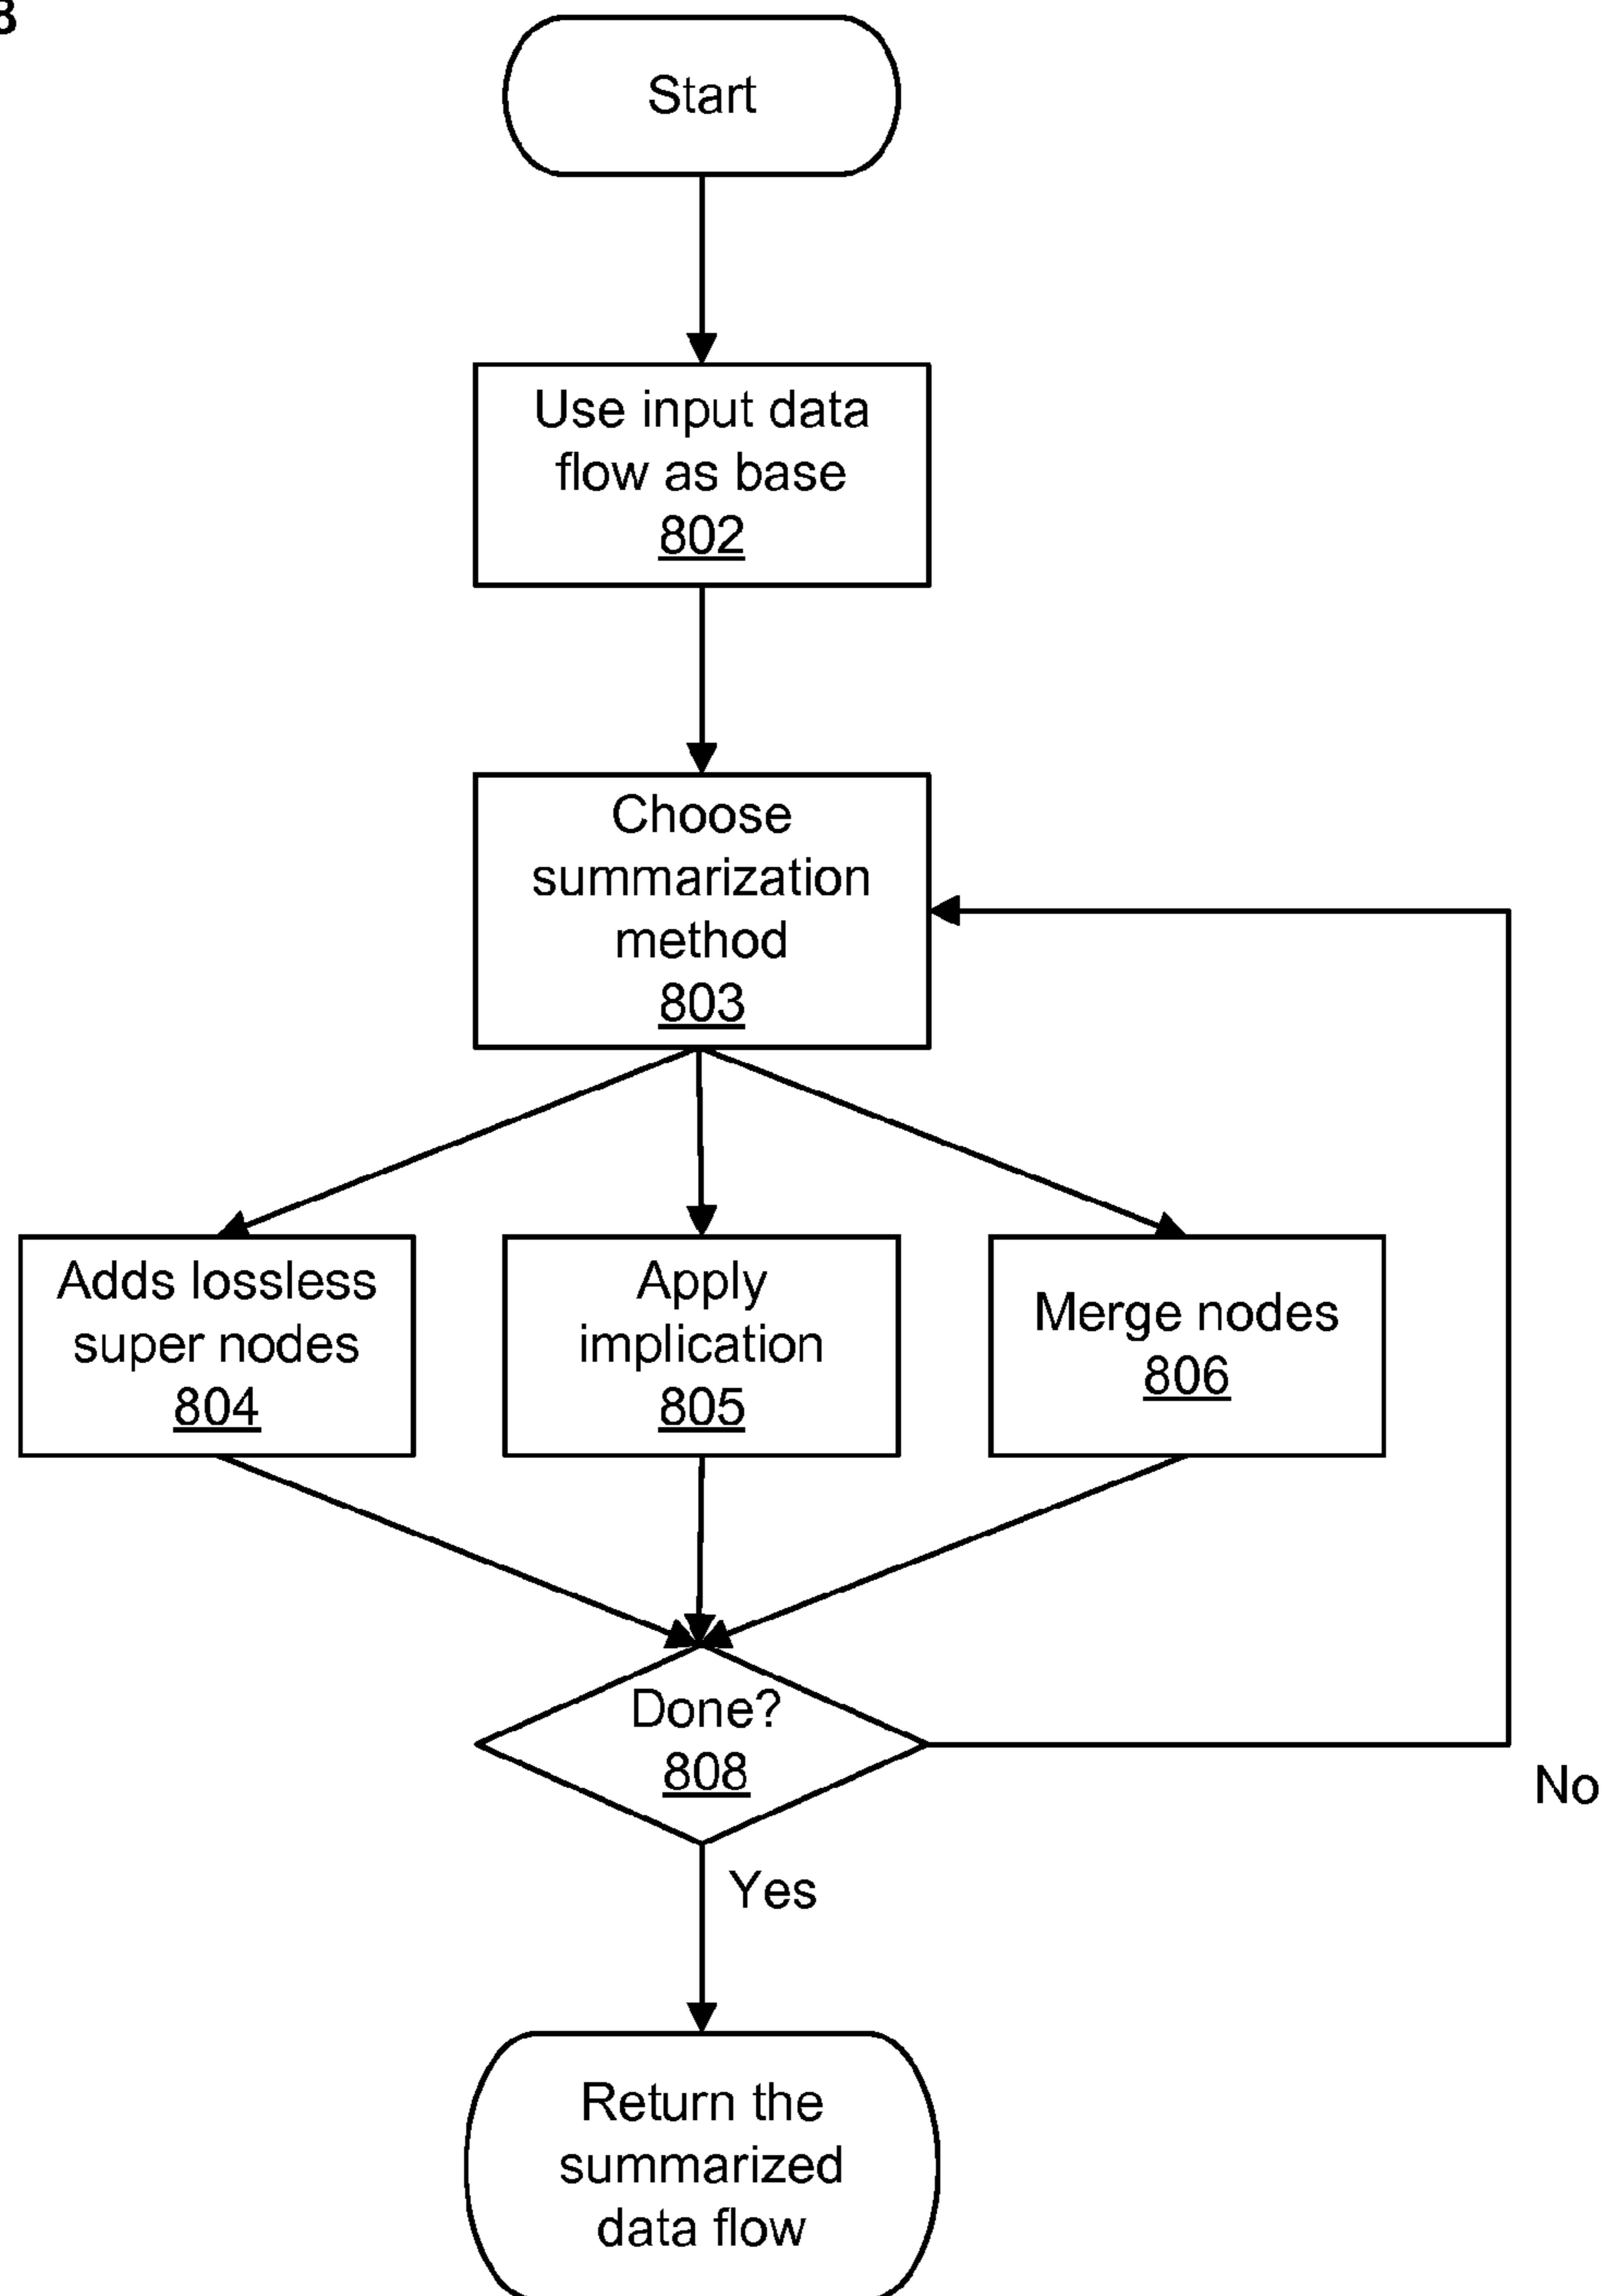 Start
Use input data
flow as base
802
Choose
summarization
method
803
Adds lossless
super nodes
804
Apply
implication
805
Merge nodes
806
Done?
808
No
Yes
Return the
summarized
data flow